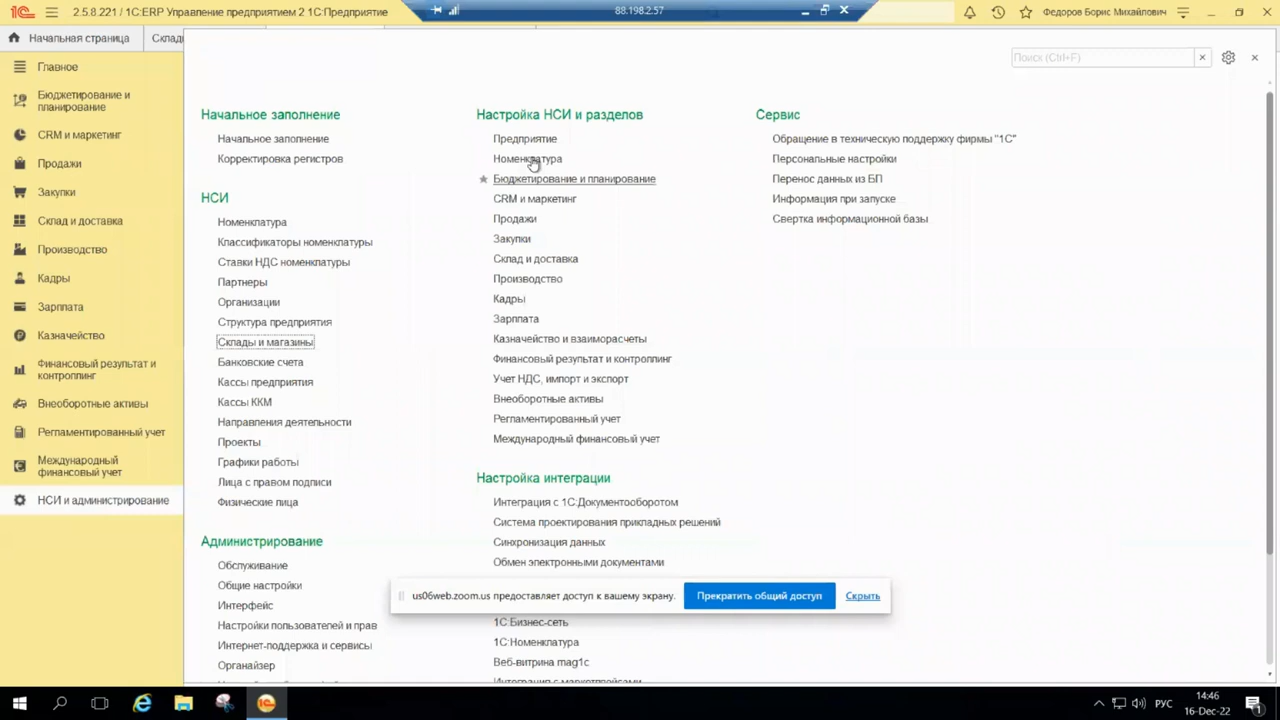 2.5.8.221 / 1С:ERP Управление предприятием 2 1С:Предприятие
88.198.2.57
Федоров Борис Михайлович
Начальная страница
Склады
Поиск (Ctrl+F)
Главное
Бюджетирование и
планирование
CRM и маркетинг
Продажи
Закупки
Склад и доставка
Производство
Кадры
Зарплата
Казначейство
Финансовый результат и
контроллинг
Внеоборотные активы
Регламентированный учет
Международный
финансовый учет
НСИ и администрирование
Начальное заполнение
Начальное заполнение
Корректировка регистров
НСИ
Номенклатура
Классификаторы номенклатуры
Ставки НДС номенклатуры
Партнеры
Организации
Структура предприятия
Склады и магазины
Банковские счета
Кассы предприятия
Кассы ККМ
Направления деятельности
Проекты
Графики работы
Лица с правом подписи
Физические лица
Администрирование
Обслуживание
Общие настройки
Интерфейс
Настройки пользователей и прав
Интернет-поддержка и сервисы
Органайзер
Настройка НСИ и разделов
Предприятие
Номенклатура
Бюджетирование и планирование
CRM и маркетинг
Продажи
Закупки
Склад и доставка
Производство
Кадры
Зарплата
Казначейство и взаиморасчеты
Финансовый результат и контроллинг
Учет НДС, импорт и экспорт
Внеоборотные активы
Регламентированный учет
Международный финансовый учет
Настройка интеграции
Интеграция с 1С:Документооборотом
Система проектирования прикладных решений
Синхронизация данных
Обмен электронными документами
us06web.zoom.us предоставляет доступ к вашему экрану.
Прекратить общий доступ
Скрыть
1С:Бизнес-сеть
1С:Номенклатура
Веб-витрина mag1c
Интеграция с маркетплейсами
Сервис
Обращение в техническую поддержку фирмы "1С"
Персональные настройки
Перенос данных из БП
Информация при запуске
Свертка информационной базы
РУС
14:46
16-Dec-22